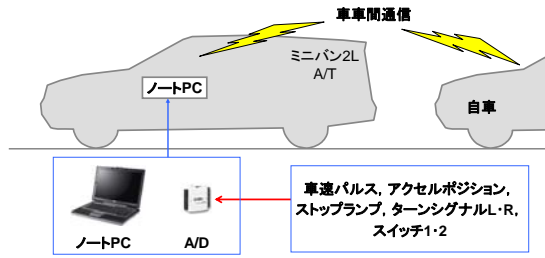 車車間通信
ミニバン2L
A/T
ノートPC
自車
車速パルス, アクセルポジション,
ストップランプ, ターンシグナルL・R,
スイッチ1・2
ノートPC
A/D